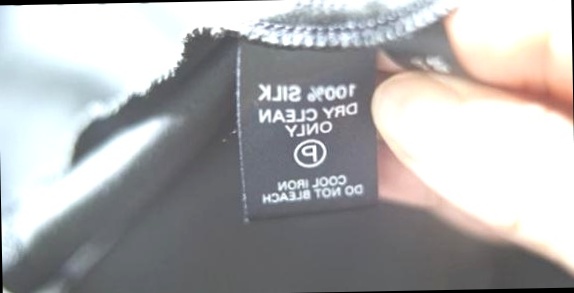 100% SILK
DRY CLEAN
ONLY
P
COOL IRON
DO NOT BLEACH